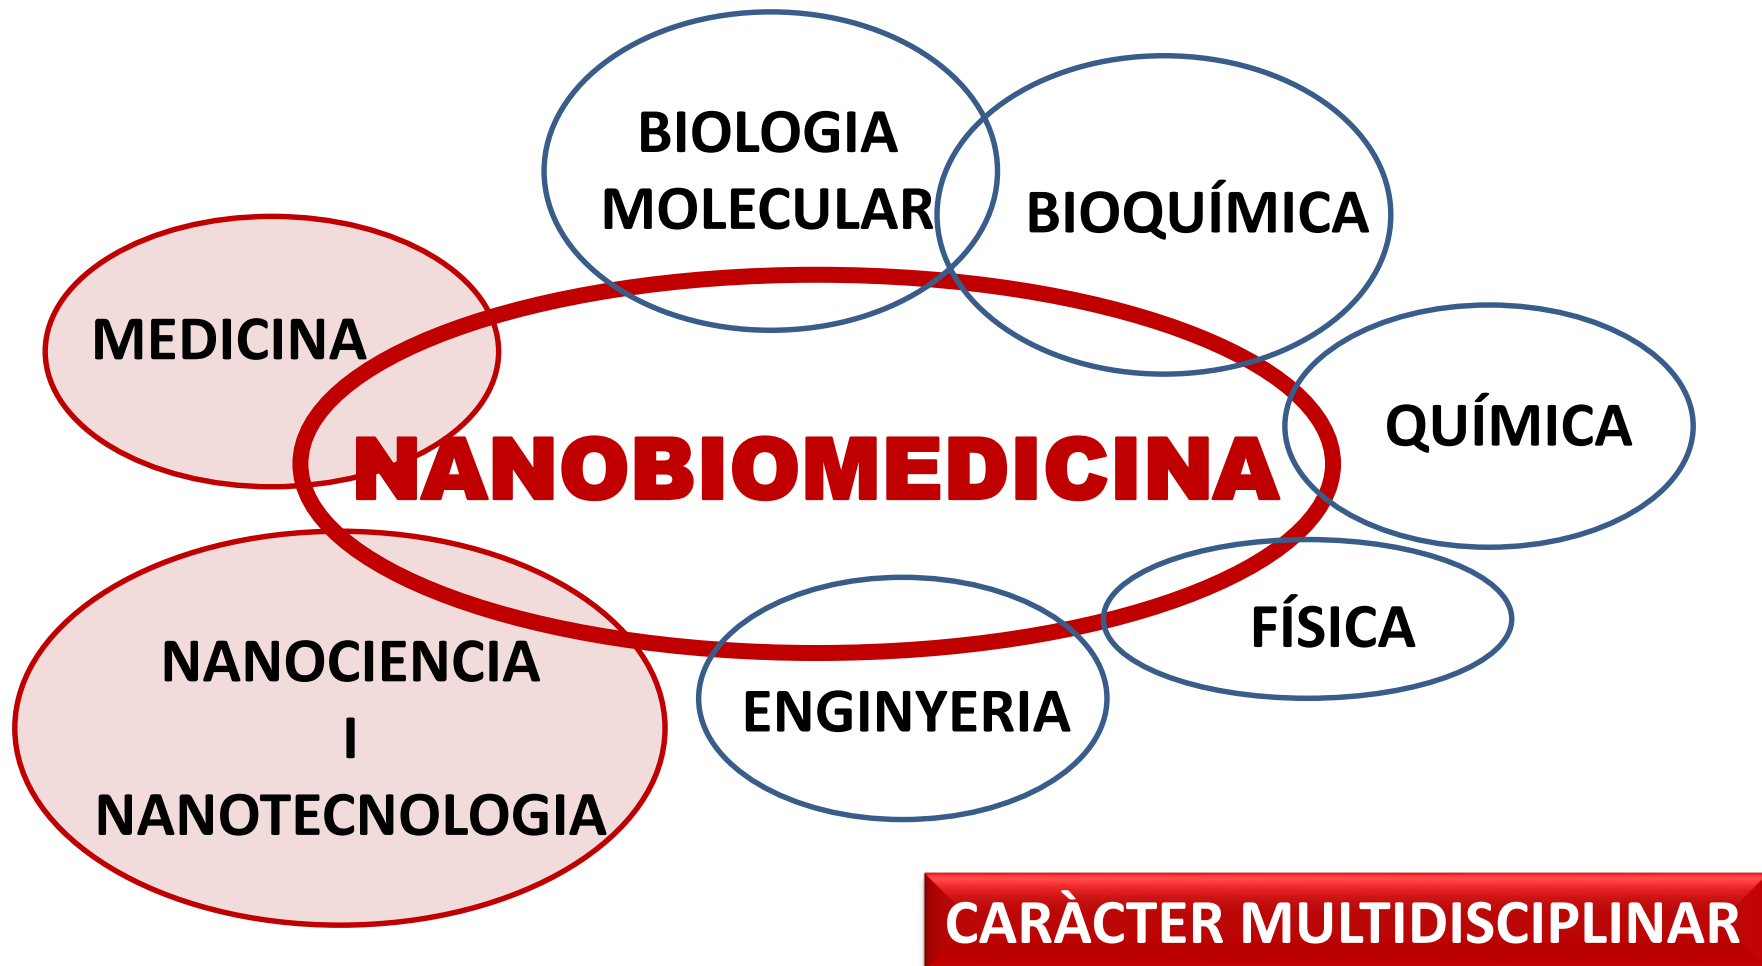 BIOLOGIA
MOLECULAR
BIOQUÍMICA
MEDICINA
QUÍMICA
NANOBIOMEDICINA
FÍSICA
NANOCIENCIA
I
NANOTECNOLOGIA
ENGINYERIA
CARÀCTER MULTIDISCIPLINAR